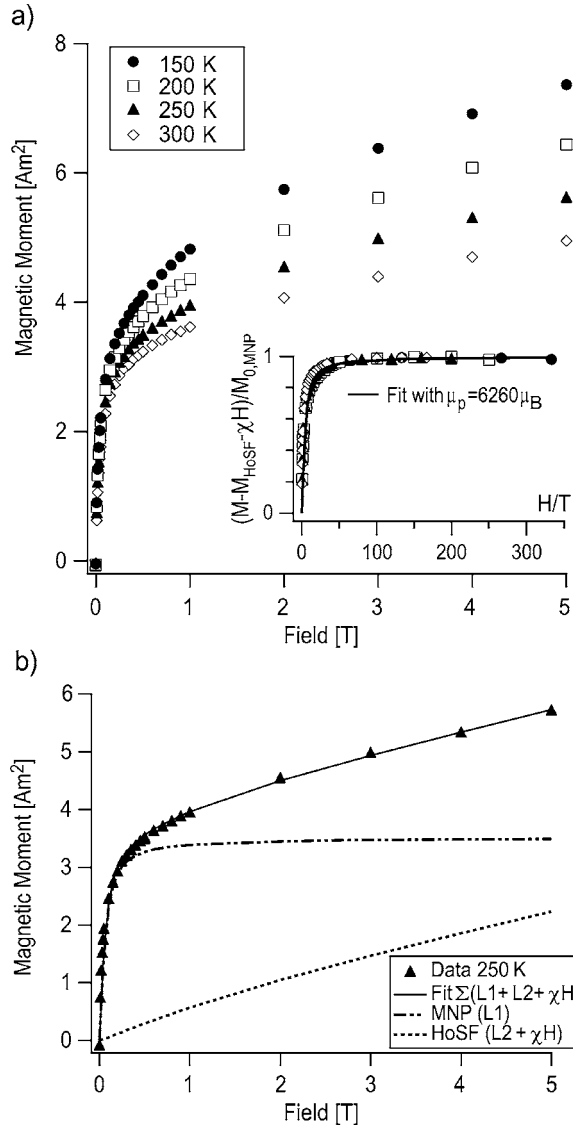 a)
8
6
4
2
0
Magnetic Moment [Am²]
150 K
200 K
250 K
300 K
(M-M_HoSF-χH)/M_0,MNP
1
0
Fit with μ_p=6260μ_B
H/T
0 100 200 300
0 1 2 3 4 5
Field [T]
b)
6
5
4
3
2
1
0
Magnetic Moment [Am²]
Data 250 K
Fit Σ(L1+ L2+ χH
MNP (L1)
HoSF (L2 + χH)
0 1 2 3 4 5
Field [T]